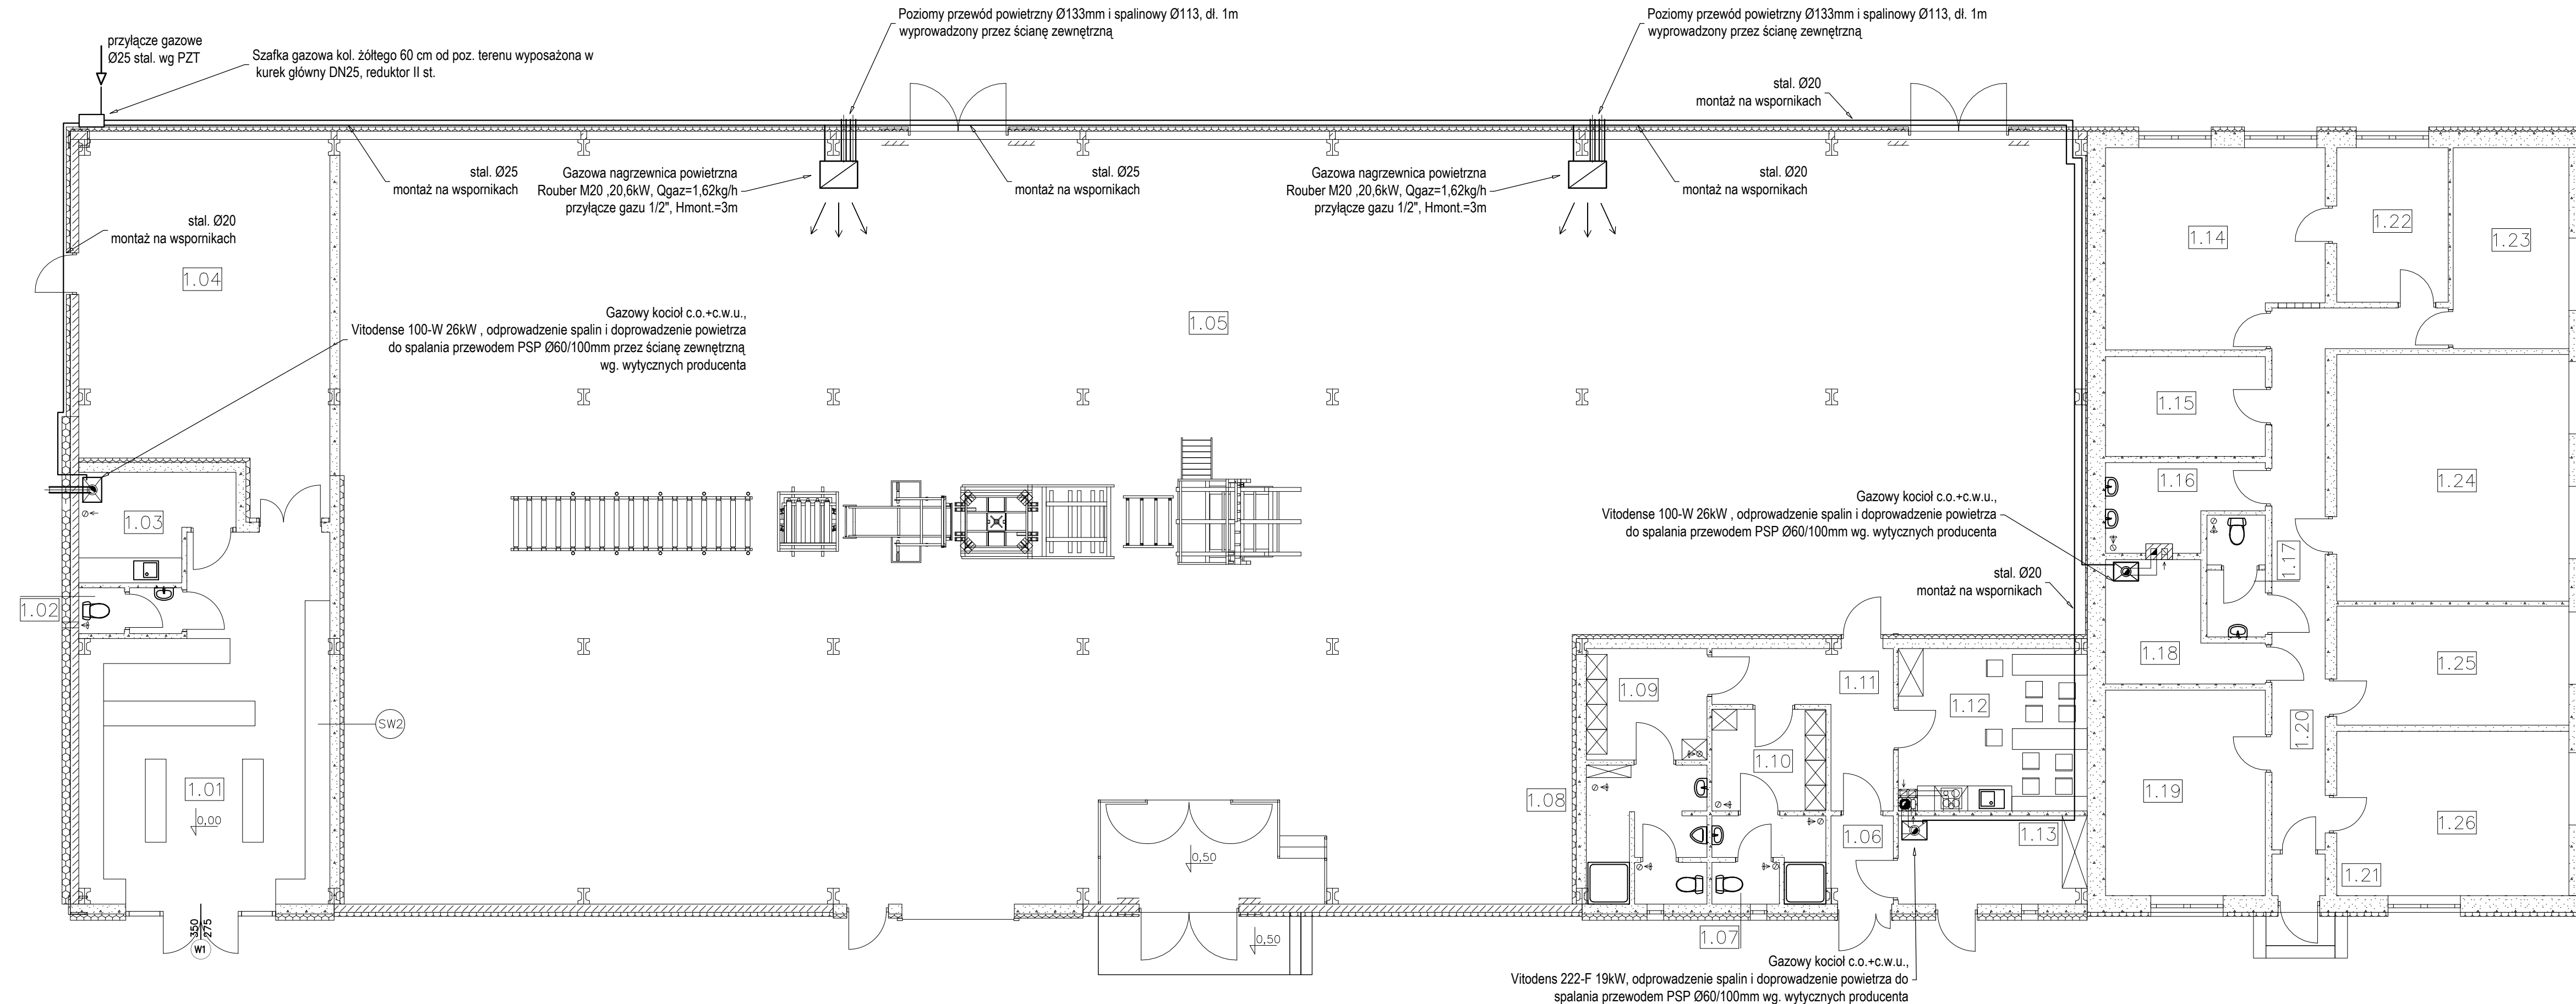 Poziomy przewód powietrzny Ø133mm i spalinowy Ø113, dł. 1m
wyprowadzony przez ścianę zewnętrzną
Poziomy przewód powietrzny Ø133mm i spalinowy Ø113, dł. 1m
wyprowadzony przez ścianę zewnętrzną
przyłącze gazowe
Ø25 stal. wg PZT
Szafka gazowa kol. żółtego 60 cm od poz. terenu wyposażona w
kurek główny DN25, reduktor II st.
stal. Ø20
montaż na wspornikach
stal. Ø25
montaż na wspornikach
Gazowa nagrzewnica powietrzna
Rouber M20 ,20,6kW, Qgaz=1,62kg/h
przyłącze gazu 1/2", Hmont.=3m
stal. Ø25
montaż na wspornikach
Gazowa nagrzewnica powietrzna
Rouber M20 ,20,6kW, Qgaz=1,62kg/h
przyłącze gazu 1/2", Hmont.=3m
stal. Ø20
montaż na wspornikach
stal. Ø20
montaż na wspornikach
1.04
1.14
1.22
1.23
Gazowy kocioł c.o.+c.w.u.,
Vitodense 100-W 26kW , odprowadzenie spalin i doprowadzenie powietrza
do spalania przewodem PSP Ø60/100mm przez ścianę zewnętrzną
wg. wytycznych producenta
1.05
1.15
1.16
1.24
Gazowy kocioł c.o.+c.w.u.,
Vitodense 100-W 26kW , odprowadzenie spalin i doprowadzenie powietrza
do spalania przewodem PSP Ø60/100mm wg. wytycznych producenta
1.03
1.17
stal. Ø20
montaż na wspornikach
1.02
1.18
1.25
1.09
1.11
1.12
SW2
1.20
1.10
1.01
0,00
1.08
1.19
1.26
1.06
1.13
0,50
1.21
350
275
W1
0,50
1.07
Gazowy kocioł c.o.+c.w.u.,
Vitodens 222-F 19kW, odprowadzenie spalin i doprowadzenie powietrza do
spalania przewodem PSP Ø60/100mm wg. wytycznych producenta